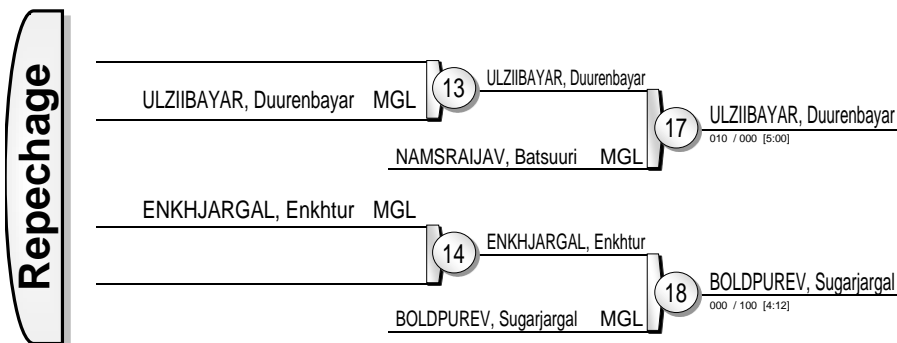 Repechage
ULZIIBAYAR, Duurenbayar MGL
13
ULZIIBAYAR, Duurenbayar
NAMSRAIJAV, Batsuuri MGL
17
ULZIIBAYAR, Duurenbayar
010 / 000 [5:00]
ENKHJARGAL, Enkhtur MGL
14
ENKHJARGAL, Enkhtur
BOLDPUREV, Sugarjargal MGL
18
BOLDPUREV, Sugarjargal
000 / 100 [4:12]